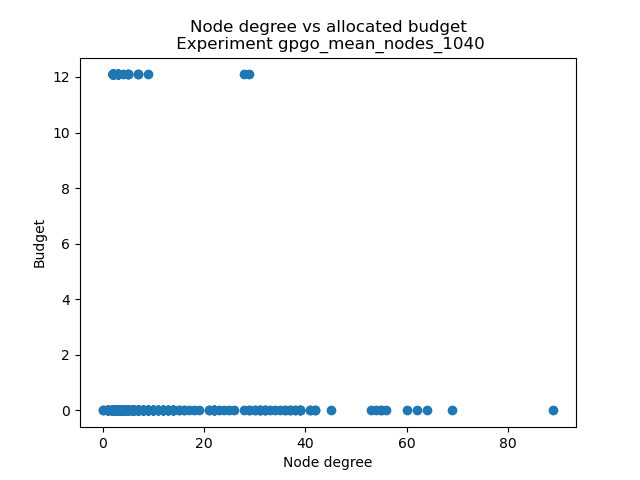 Node degree vs allocated budget
Experiment gpgo_mean_nodes_1040
12
10
8
6
4
2
0
Budget
0 20 40 60 80
Node degree